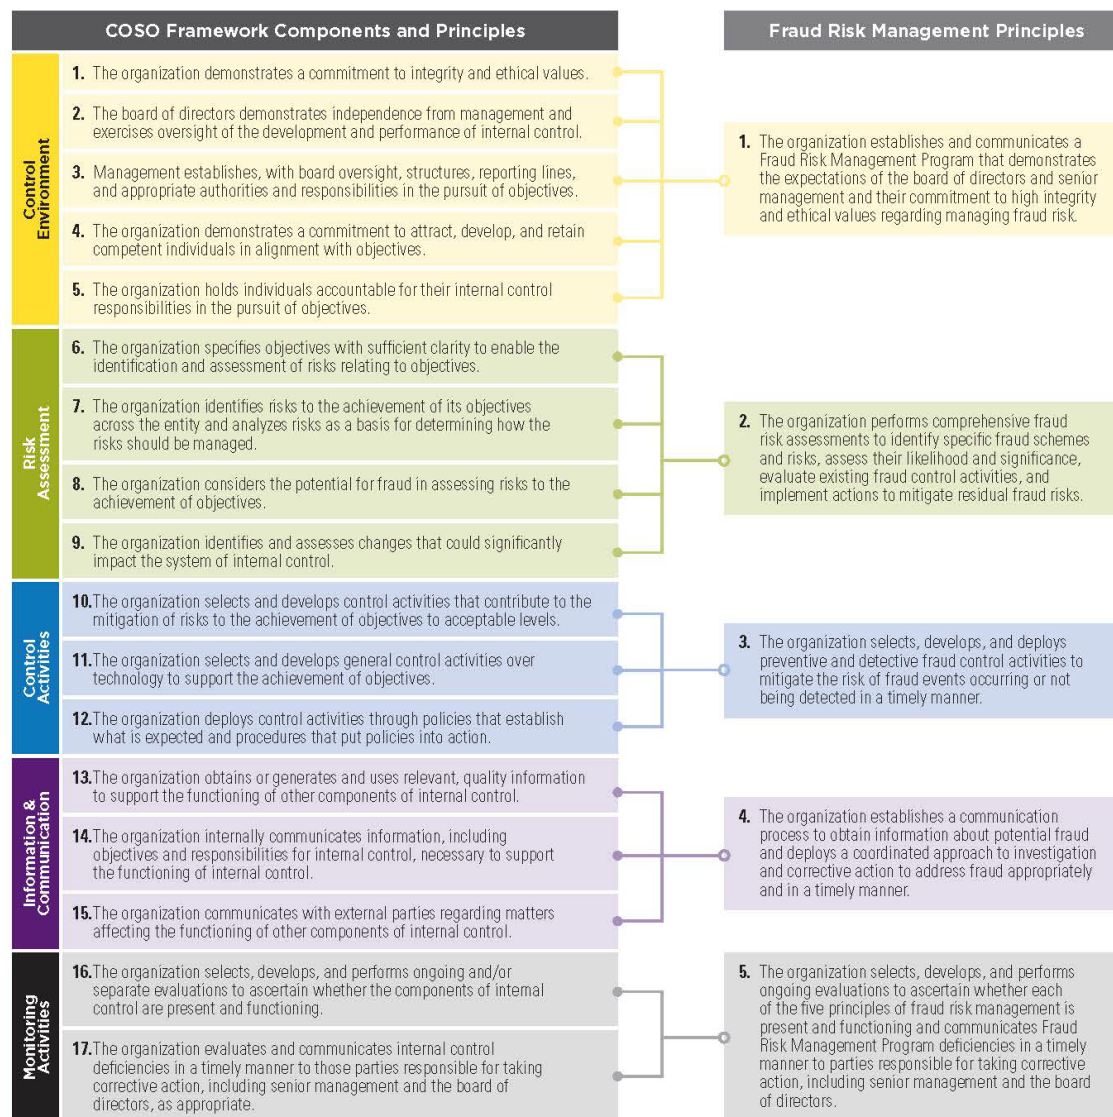 COSO Framework Components and Principles
Fraud Risk Management Principles
Control
Environment
1. The organization demonstrates a commitment to integrity and ethical values.
2. The board of directors demonstrates independence from management and
exercises oversight of the development and performance of internal control.
3. Management establishes, with board oversight, structures, reporting lines,
and appropriate authorities and responsibilities in the pursuit of objectives.
4. The organization demonstrates a commitment to attract, develop, and retain
competent individuals in alignment with objectives.
5. The organization holds individuals accountable for their internal control
responsibilities in the pursuit of objectives.
1. The organization establishes and communicates a
Fraud Risk Management Program that demonstrates
the expectations of the board of directors and senior
management and their commitment to high integrity
and ethical values regarding managing fraud risk.
Risk
Assessment
6. The organization specifies objectives with sufficient clarity to enable the
identification and assessment of risks relating to objectives.
7. The organization identifies risks to the achievement of its objectives
across the entity and analyzes risks as a basis for determining how the
risks should be managed.
8. The organization considers the potential for fraud in assessing risks to the
achievement of objectives.
9. The organization identifies and assesses changes that could significantly
impact the system of internal control.
2. The organization performs comprehensive fraud
risk assessments to identify specific fraud schemes
and risks, assess their likelihood and significance,
evaluate existing fraud control activities, and
implement actions to mitigate residual fraud risks.
Control
Activities
10.The organization selects and develops control activities that contribute to the
mitigation of risks to the achievement of objectives to acceptable levels.
11.The organization selects and develops general control activities over
technology to support the achievement of objectives.
12.The organization deploys control activities through policies that establish
what is expected and procedures that put policies into action.
3. The organization selects, develops, and deploys
preventive and detective fraud control activities to
mitigate the risk of fraud events occurring or not
being detected in a timely manner.
Information &
Communication
13.The organization obtains or generates and uses relevant, quality information
to support the functioning of other components of internal control.
14.The organization internally communicates information, including
objectives and responsibilities for internal control, necessary to support
the functioning of internal control.
15.The organization communicates with external parties regarding matters
affecting the functioning of other components of internal control.
4. The organization establishes a communication
process to obtain information about potential fraud
and deploys a coordinated approach to investigation
and corrective action to address fraud appropriately
and in a timely manner.
Monitoring
Activities
16.The organization selects, develops, and performs ongoing and/or
separate evaluations to ascertain whether the components of internal
control are present and functioning.
17.The organization evaluates and communicates internal control
deficiencies in a timely manner to those parties responsible for taking
corrective action, including senior management and the board of
directors, as appropriate.
5. The organization selects, develops, and performs
ongoing evaluations to ascertain whether each
of the five principles of fraud risk management is
present and functioning and communicates Fraud
Risk Management Program deficiencies in a timely
manner to parties responsible for taking corrective
action, including senior management and the board
of directors.